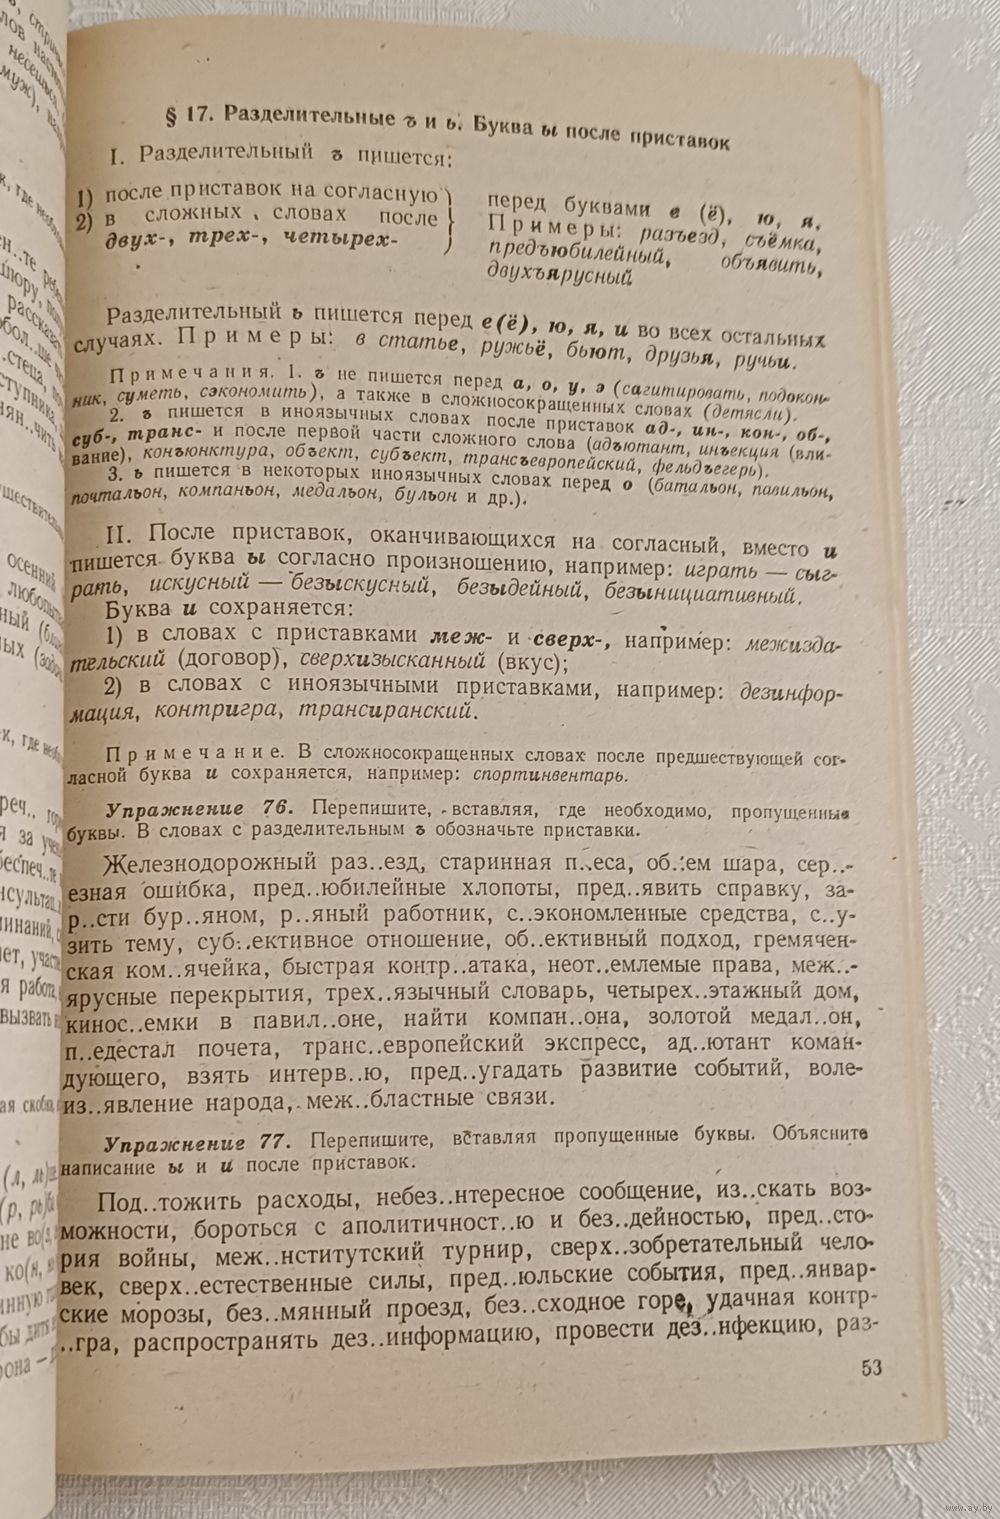 § 17. Разделительные ъ и ь. Буква ы после приставок
I. Разделительный ъ пишется:
1) после приставок на согласную
2) в сложных словах после
двух-, трех-, четырех-
перед буквами е (ё), ю, я.
Примеры: разъезд, съёмка,
предъюбилейный, объявить,
двухъярусный
Разделительный ь пишется перед е(ё), ю, я, и во всех остальных
случаях. Примеры: в статье, ружьё, бьют, друзья, ручьи.
Примечания. 1. ъ не пишется перед а, о, у, э (сагитировать, подокон-
ник, суметь, сэкономить), а также в сложносокращенных словах (детясли).
2. ъ пишется в иноязычных словах после приставок ад-, ин-, кон-, об-,
суб-, транс- и после первой части сложного слова (адъютант, инъекция (вли-
вание), конъюнктура, объект, субъект, трансъевропейский, фельдъегерь).
3. ь пишется в некоторых иноязычных словах перед о (батальон, павильон,
почтальон, компаньон, медальон, бульон и др.).
II. После приставок, оканчивающихся на согласный, вместо и
пишется буква ы согласно произношению, например: играть — сыг-
рать, искусный — безыскусный, безыдейный, безынициативный.
Буква и сохраняется:
1) в словах с приставками меж- и сверх-, например: межизда-
тельский (договор), сверхизысканный (вкус);
2) в словах с иноязычными приставками, например: дезинфор-
мация, контригра, трансиранский.
Примечание. В сложносокращенных словах после предшествующей сог-
ласной буква и сохраняется, например: спортинвентарь.
Упражнение 76. Перепишите, вставляя, где необходимо, пропущенные
буквы. В словах с разделительным ъ обозначьте приставки.
Железнодорожный раз..езд, старинная п..еса, об..ем шара, сер..-
езная ошибка, пред..юбилейные хлопоты, пред..явить справку, за-
р..сти бур..яном, р..яный работник, с..экономленные средства, с..у-
зить тему, суб..ективное отношение, об..ективный подход, гремячен-
ская ком..ячейка, быстрая контр..атака, неот..емлемые права, меж..-
ярусные перекрытия, трех..язычный словарь, четырех..этажный дом,
кинос..емки в павил..оне, найти компан..она, золотой медал..он,
п..едестал почета, транс..европейский экспресс, ад..ютант коман-
дующего, взять интерв..ю, пред..угадать развитие событий, воле-
из..явление народа, меж..бластные связи.
Упражнение 77. Перепишите, вставляя пропущенные буквы. Объясните
написание ы и и после приставок.
Под..тожить расходы, небез..нтересное сообщение, из..скать воз-
можности, бороться с аполитичност..ю и без..дейностью, пред..сто-
рия войны, меж..нститутский турнир, сверх..зобретательный чело-
век, сверх..естественные силы, пред..юльские события, пред..январ-
ские морозы, без..мянный проезд, без..сходное горе, удачная контр-
..гра, распространять дез..информацию, провести дез..нфекцию, раз-
53
www.ay.by